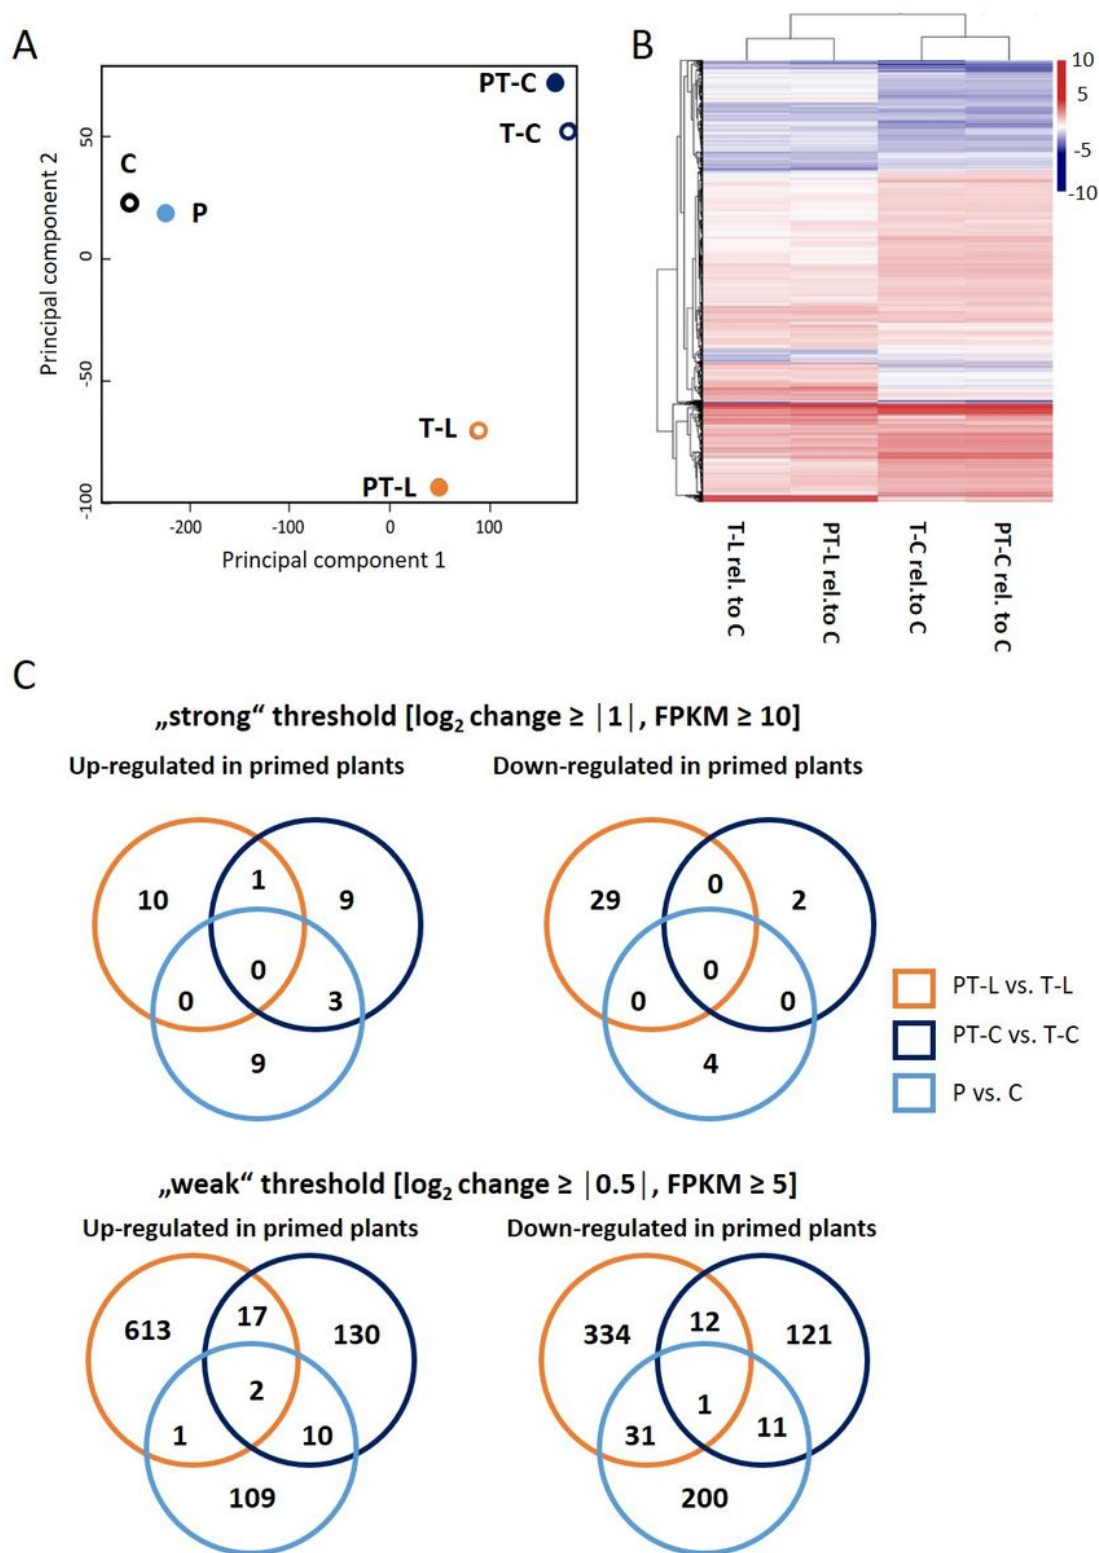 A
PT-C
T-C
C
P
T-L
PT-L
50
0
-50
-100
-200
-100
0
100
Principal component 2
Principal component 1
B
10
5
-5
-10
T-L rel. to C
PT-L rel.to C
T-C rel.to C
PT-C rel. to C
C
„strong“ threshold [log₂ change ≥ |1|, FPKM ≥ 10]
Up-regulated in primed plants
Down-regulated in primed plants
10
1
9
0
0
3
9
29
0
2
0
0
0
4
PT-L vs. T-L
PT-C vs. T-C
P vs. C
„weak“ threshold [log₂ change ≥ |0.5|, FPKM ≥ 5]
Up-regulated in primed plants
Down-regulated in primed plants
613
17
130
2
1
10
109
334
12
121
1
31
11
200